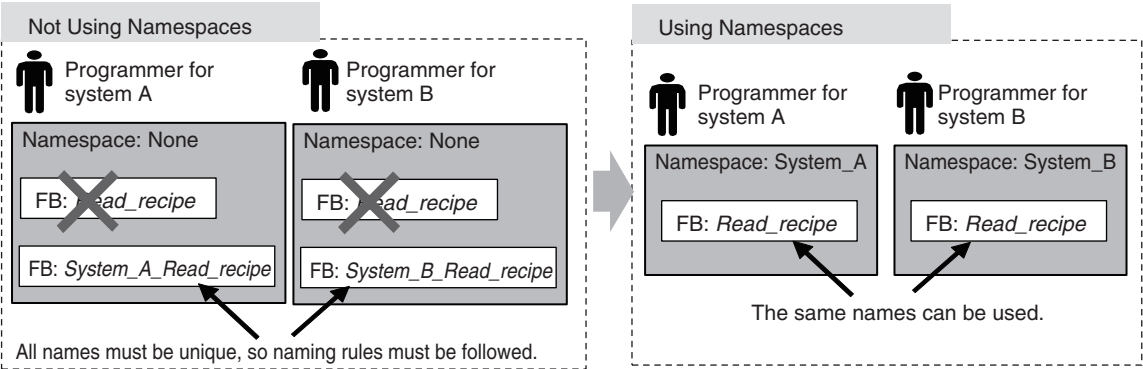 Not Using Namespaces
Programmer for
system A
Programmer for
system B
Namespace: None
Namespace: None
FB: Read_recipe
FB: Read_recipe
FB: System_A_Read_recipe
FB: System_B_Read_recipe
All names must be unique, so naming rules must be followed.
Using Namespaces
Programmer for
system A
Programmer for
system B
Namespace: System_A
Namespace: System_B
FB: Read_recipe
FB: Read_recipe
The same names can be used.